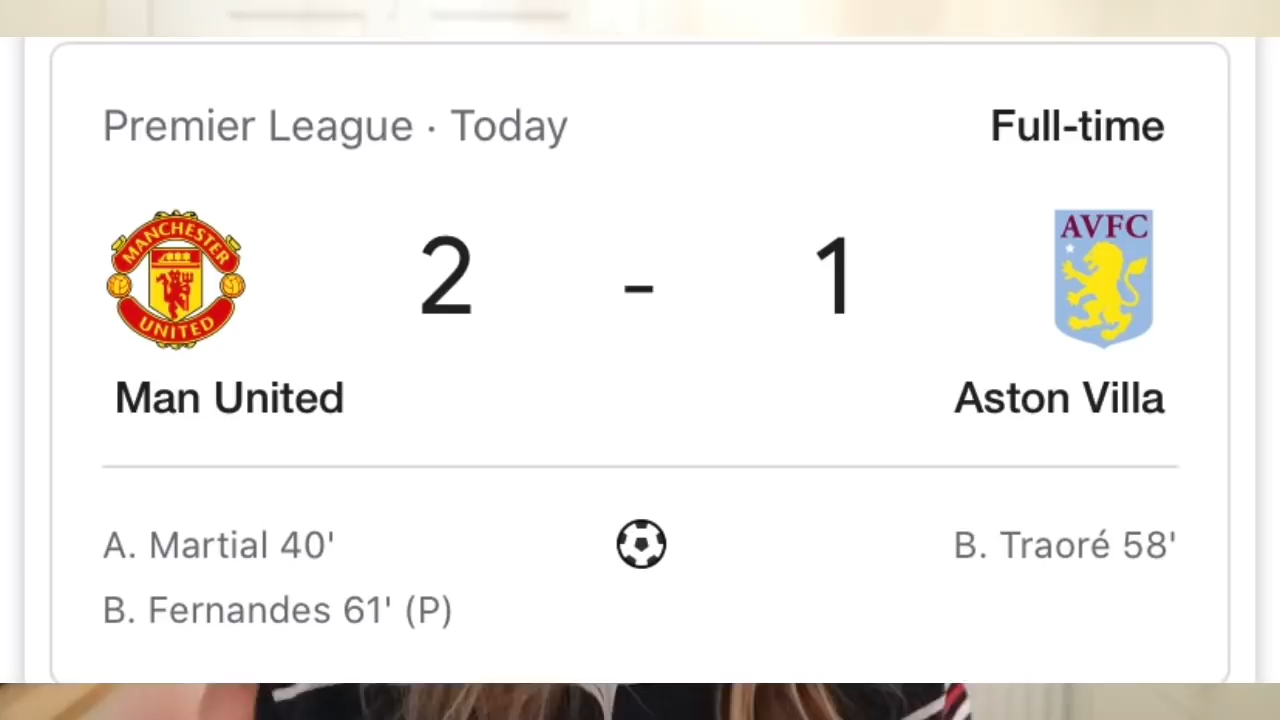 Premier League · Today
Full-time
MANCHESTER
UNITED
2 - 1
AVFC
Man United
Aston Villa
A. Martial 40'
B. Traoré 58'
B. Fernandes 61' (P)